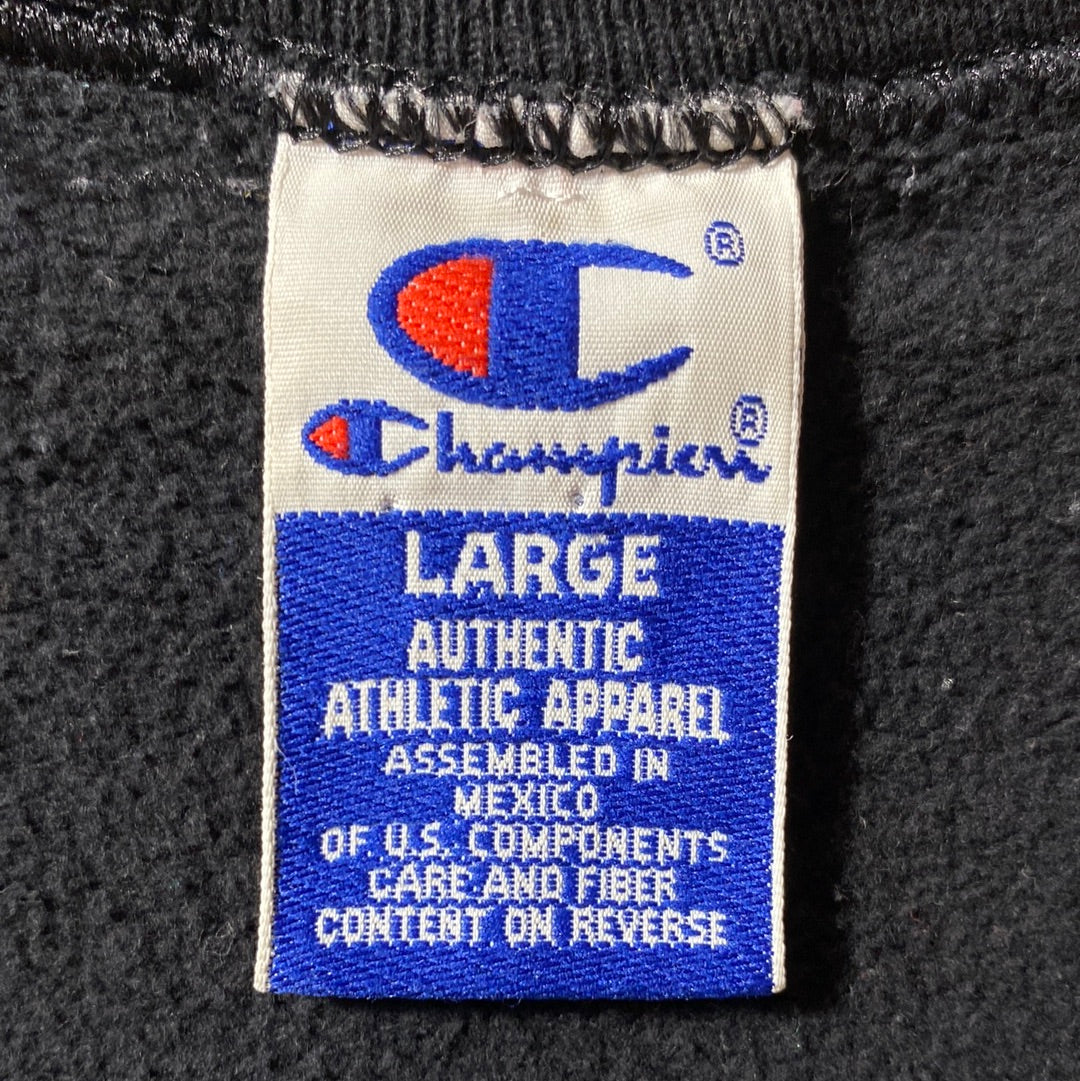 ®
Champion®
LARGE
AUTHENTIC
ATHLETIC APPAREL
ASSEMBLED IN
MEXICO
OF U.S. COMPONENTS
CARE AND FIBER
CONTENT ON REVERSE